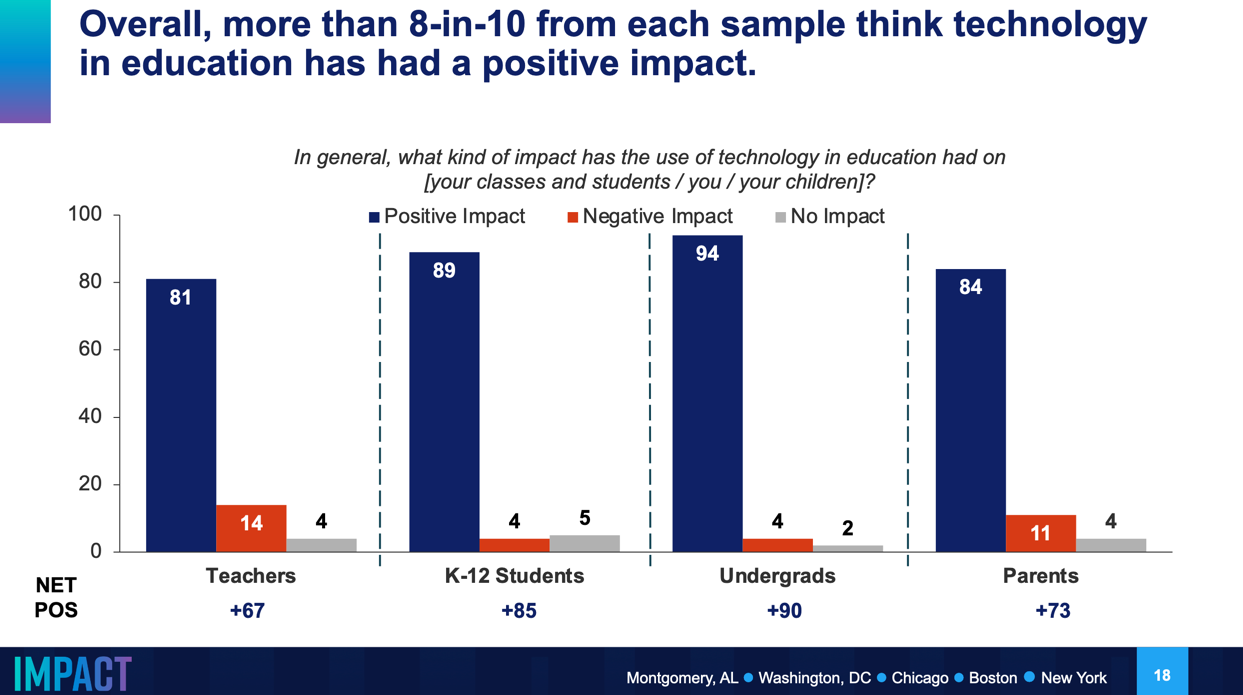 Overall, more than 8-in-10 from each sample think technology
in education has had a positive impact.
In general, what kind of impact has the use of technology in education had on
[your classes and students / you / your children]?
Positive Impact Negative Impact No Impact
100
80
60
40
20
0
81 14 4
89 4 5
94 4 2
84 11 4
Teachers K-12 Students Undergrads Parents
NET
POS
+67 +85 +90 +73
IMPACT
Montgomery, AL ● Washington, DC ● Chicago ● Boston ● New York
18